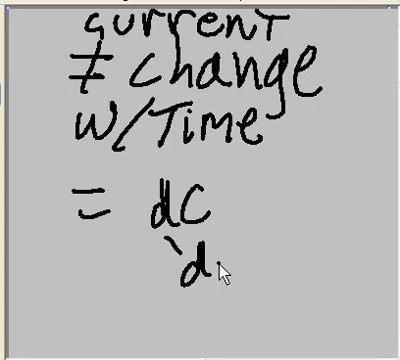 current
≠ change
w/Time
= dC
d